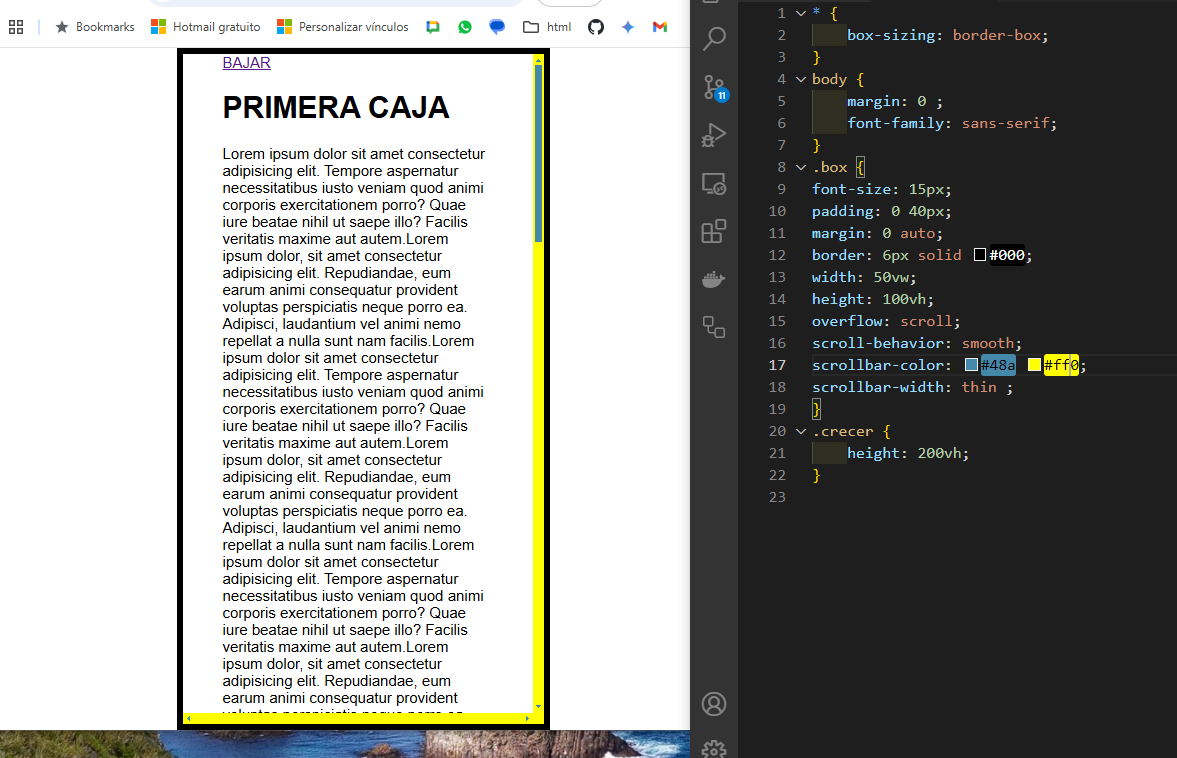 Bookmarks
Hotmail gratuito
Personalizar vínculos
html
BAJAR
PRIMERA CAJA
Lorem ipsum dolor sit amet consectetur
adipisicing elit. Tempore aspernatur
necessitatibus iusto veniam quod animi
corporis exercitationem porro? Quae
iure beatae nihil ut saepe illo? Facilis
veritatis maxime aut autem.Lorem
ipsum dolor, sit amet consectetur
adipisicing elit. Repudiandae, eum
earum animi consequatur provident
voluptas perspiciatis neque porro ea.
Adipisci, laudantium vel animi nemo
repellat a nulla sunt nam facilis.Lorem
ipsum dolor sit amet consectetur
adipisicing elit. Tempore aspernatur
necessitatibus iusto veniam quod animi
corporis exercitationem porro? Quae
iure beatae nihil ut saepe illo? Facilis
veritatis maxime aut autem.Lorem
ipsum dolor, sit amet consectetur
adipisicing elit. Repudiandae, eum
earum animi consequatur provident
voluptas perspiciatis neque porro ea.
Adipisci, laudantium vel animi nemo
repellat a nulla sunt nam facilis.Lorem
ipsum dolor sit amet consectetur
adipisicing elit. Tempore aspernatur
necessitatibus iusto veniam quod animi
corporis exercitationem porro? Quae
iure beatae nihil ut saepe illo? Facilis
veritatis maxime aut autem.Lorem
ipsum dolor, sit amet consectetur
adipisicing elit. Repudiandae, eum
earum animi consequatur provident
voluptas perspiciatis neque porro ea.
11
1 * {
2 box-sizing: border-box;
3 }
4 body {
5 margin: 0 ;
6 font-family: sans-serif;
7 }
8 .box {
9 font-size: 15px;
10 padding: 0 40px;
11 margin: 0 auto;
12 border: 6px solid #000;
13 width: 50vw;
14 height: 100vh;
15 overflow: scroll;
16 scroll-behavior: smooth;
17 scrollbar-color: #48a #ff0;
18 scrollbar-width: thin ;
19 }
20 .crecer {
21 height: 200vh;
22 }
23